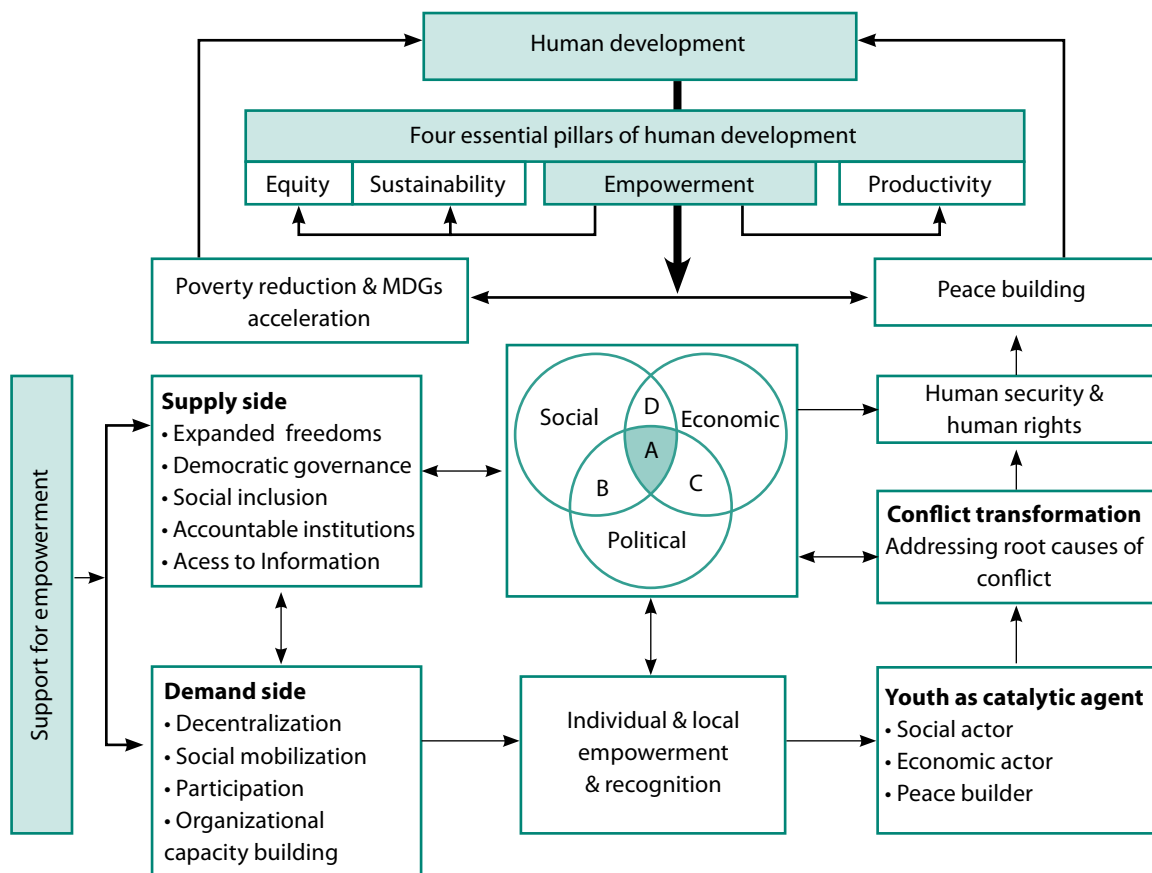 Human development
Four essential pillars of human development
Equity
Sustainability
Empowerment
Productivity
Poverty reduction & MDGs
acceleration
Peace building
Support for empowerment
Supply side
• Expanded freedoms
• Democratic governance
• Social inclusion
• Accountable institutions
• Acess to Information
Social
D
Economic
A
B
C
Political
Human security &
human rights
Conflict transformation
Addressing root causes of
conflict
Demand side
• Decentralization
• Social mobilization
• Participation
• Organizational
capacity building
Individual & local
empowerment
& recognition
Youth as catalytic agent
• Social actor
• Economic actor
• Peace builder